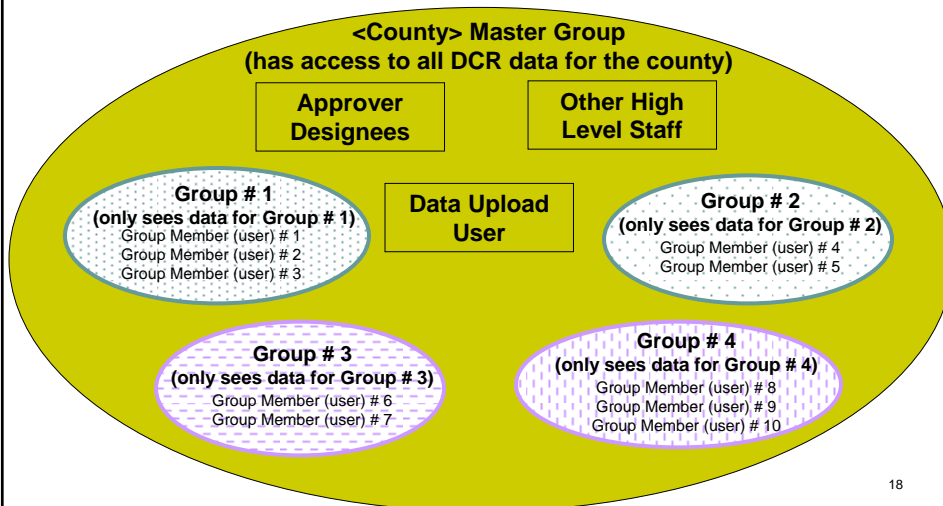 <County> Master Group
(has access to all DCR data for the county)
Approver
Designees
Other High
Level Staff
Group # 1
(only sees data for Group # 1)
Group Member (user) # 1
Group Member (user) # 2
Group Member (user) # 3
Data Upload
User
Group # 2
(only sees data for Group # 2)
Group Member (user) # 4
Group Member (user) # 5
Group # 3
(only sees data for Group # 3)
Group Member (user) # 6
Group Member (user) # 7
Group # 4
(only sees data for Group # 4)
Group Member (user) # 8
Group Member (user) # 9
Group Member (user) # 10
18